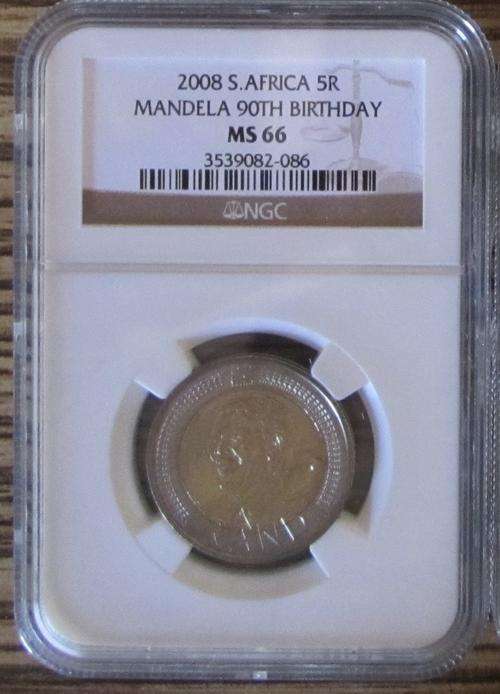 2008 S.AFRICA 5R
MANDELA 90TH BIRTHDAY
MS 66
3539082-086
NGC